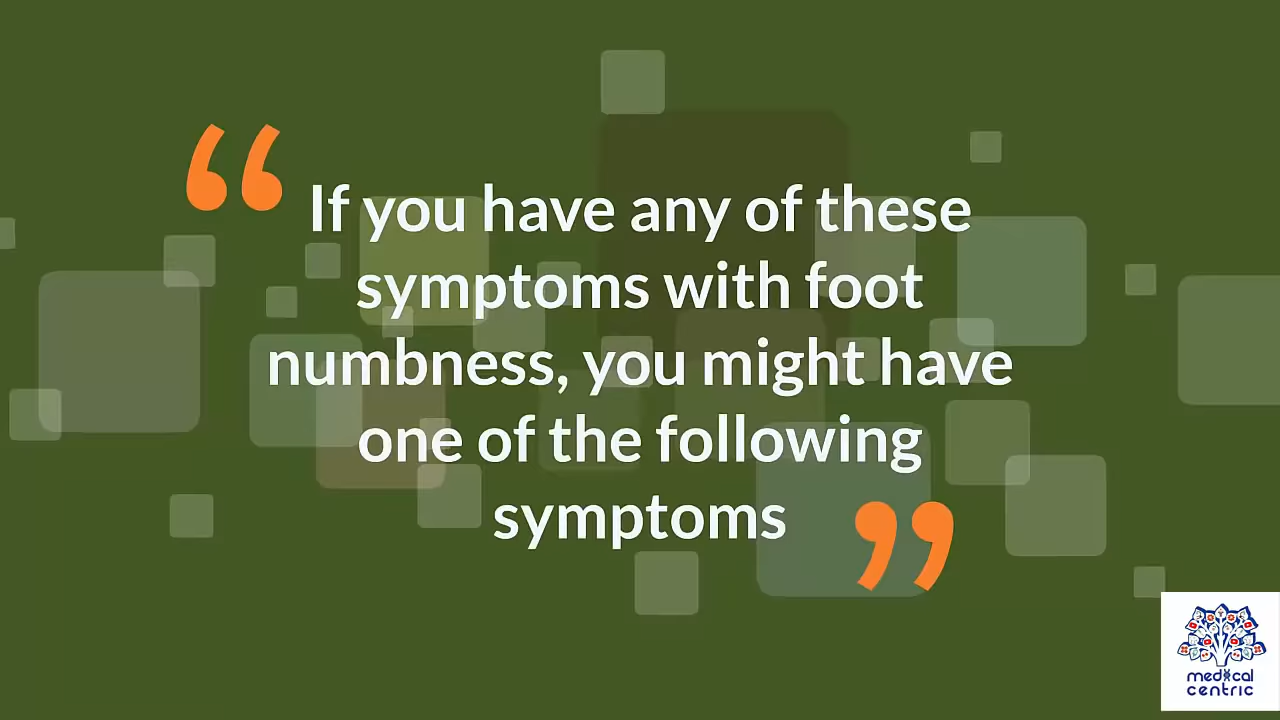 “ If you have any of these
symptoms with foot
numbness, you might have
one of the following
symptoms ”
medical
centric